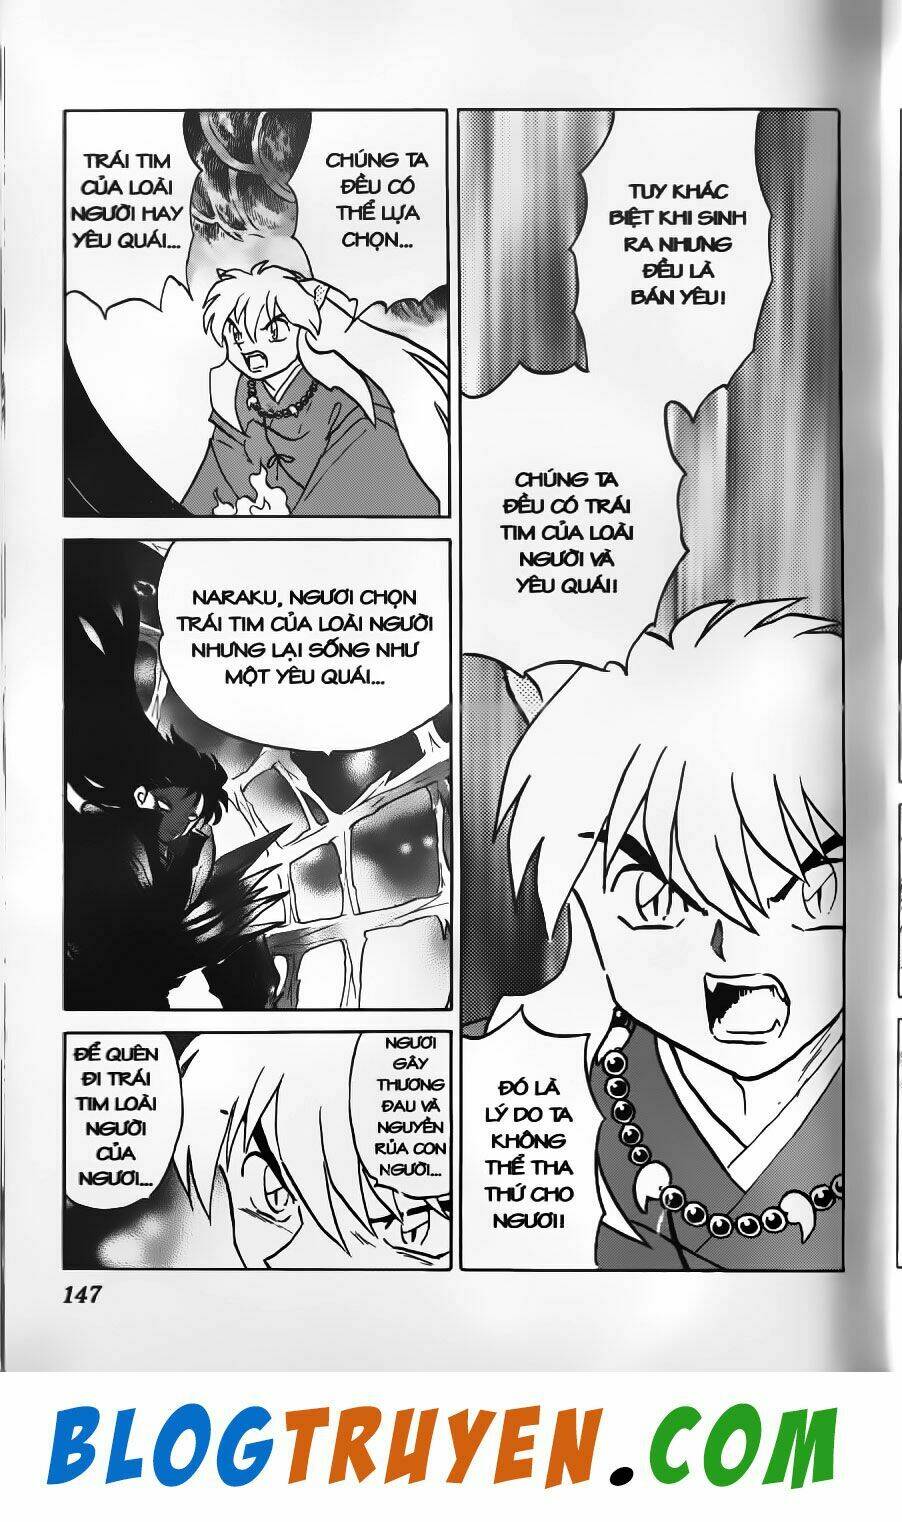 TUY KHÁC
BIỆT KHI SINH
RA NHƯNG
ĐỀU LÀ
BÁN YÊU!
CHÚNG TA
ĐỀU CÓ TRÁI
TIM CỦA LOÀI
NGƯỜI VÀ
YÊU QUÁI!
ĐÓ LÀ
LÝ DO TA
KHÔNG
THỂ THA
THỨ CHO
NGƯƠI!
CHÚNG TA
ĐỀU CÓ
THỂ LỰA
CHỌN...
TRÁI TIM
CỦA LOÀI
NGƯỜI HAY
YÊU QUÁI...
NARAKU, NGƯƠI CHỌN
TRÁI TIM CỦA LOÀI NGƯỜI
NHƯNG LẠI SỐNG NHƯ
MỘT YÊU QUÁI...
NGƯƠI
GÂY
THƯƠNG
ĐAU VÀ
NGUYỀN
RỦA CON
NGƯỜI...
ĐỂ QUÊN
ĐI TRÁI
TIM LOÀI
NGƯỜI
CỦA
NGƯƠI...
147
BLOGTRUYEN.COM